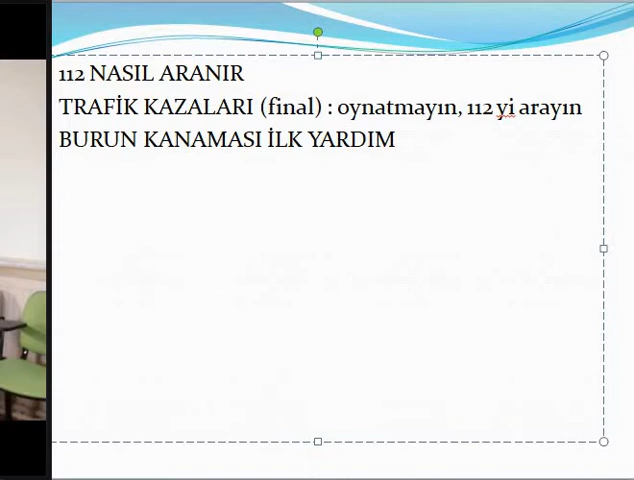 112 NASIL ARANIR
TRAFİK KAZALARI (final) : oynatmayın, 112 yi arayın
BURUN KANAMASI İLK YARDIM